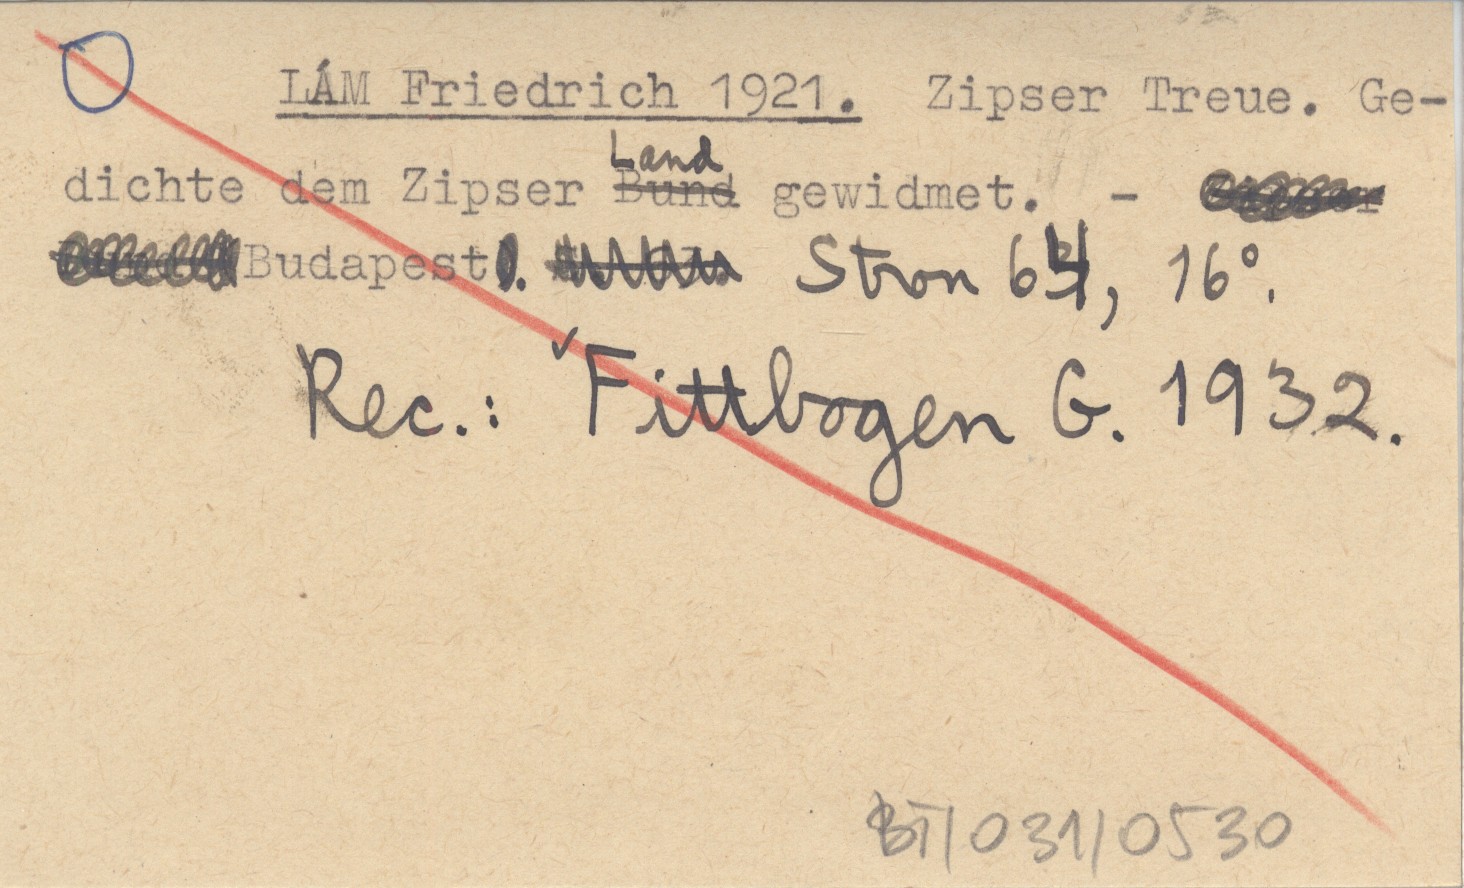 LÁM Friedrich 1921. Zipser Treue. Ge-
Land
dichte dem Zipser Bund gewidmet. -
Budapest. Stron 64, 16°.
Rec.: Fittbogen G. 1932.
BT/031/0530